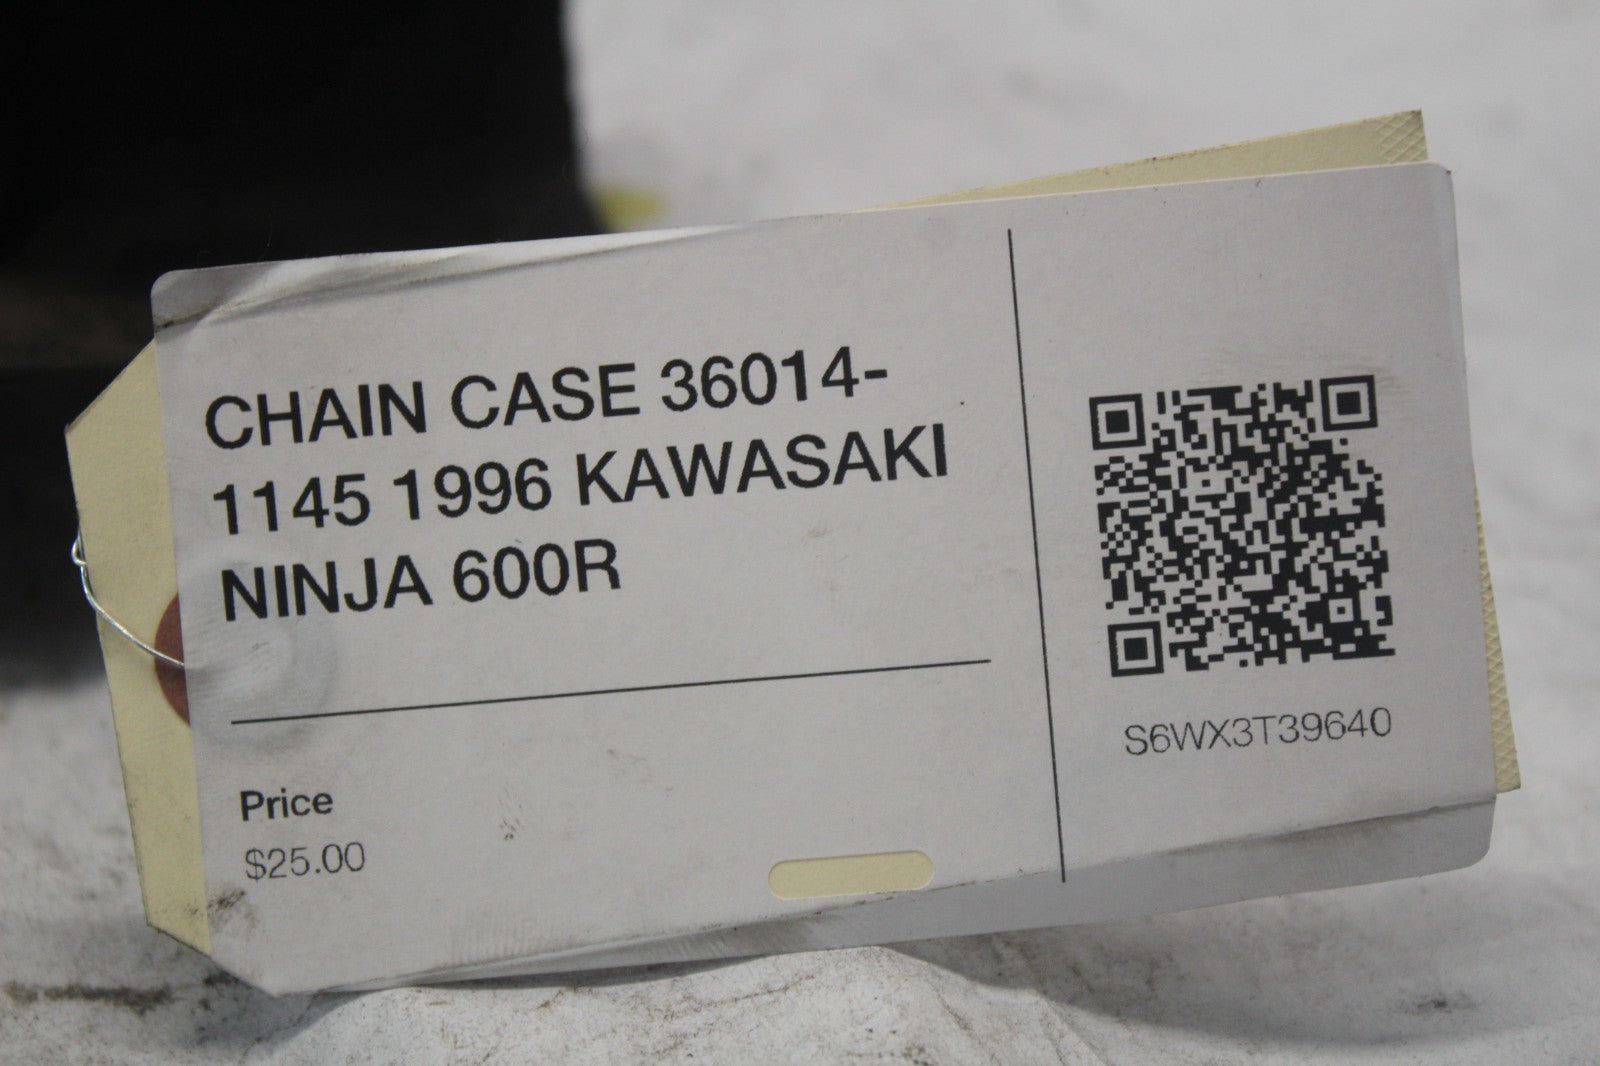 CHAIN CASE 36014-
1145 1996 KAWASAKI
NINJA 600R
Price
$25.00
S6WX3T39640